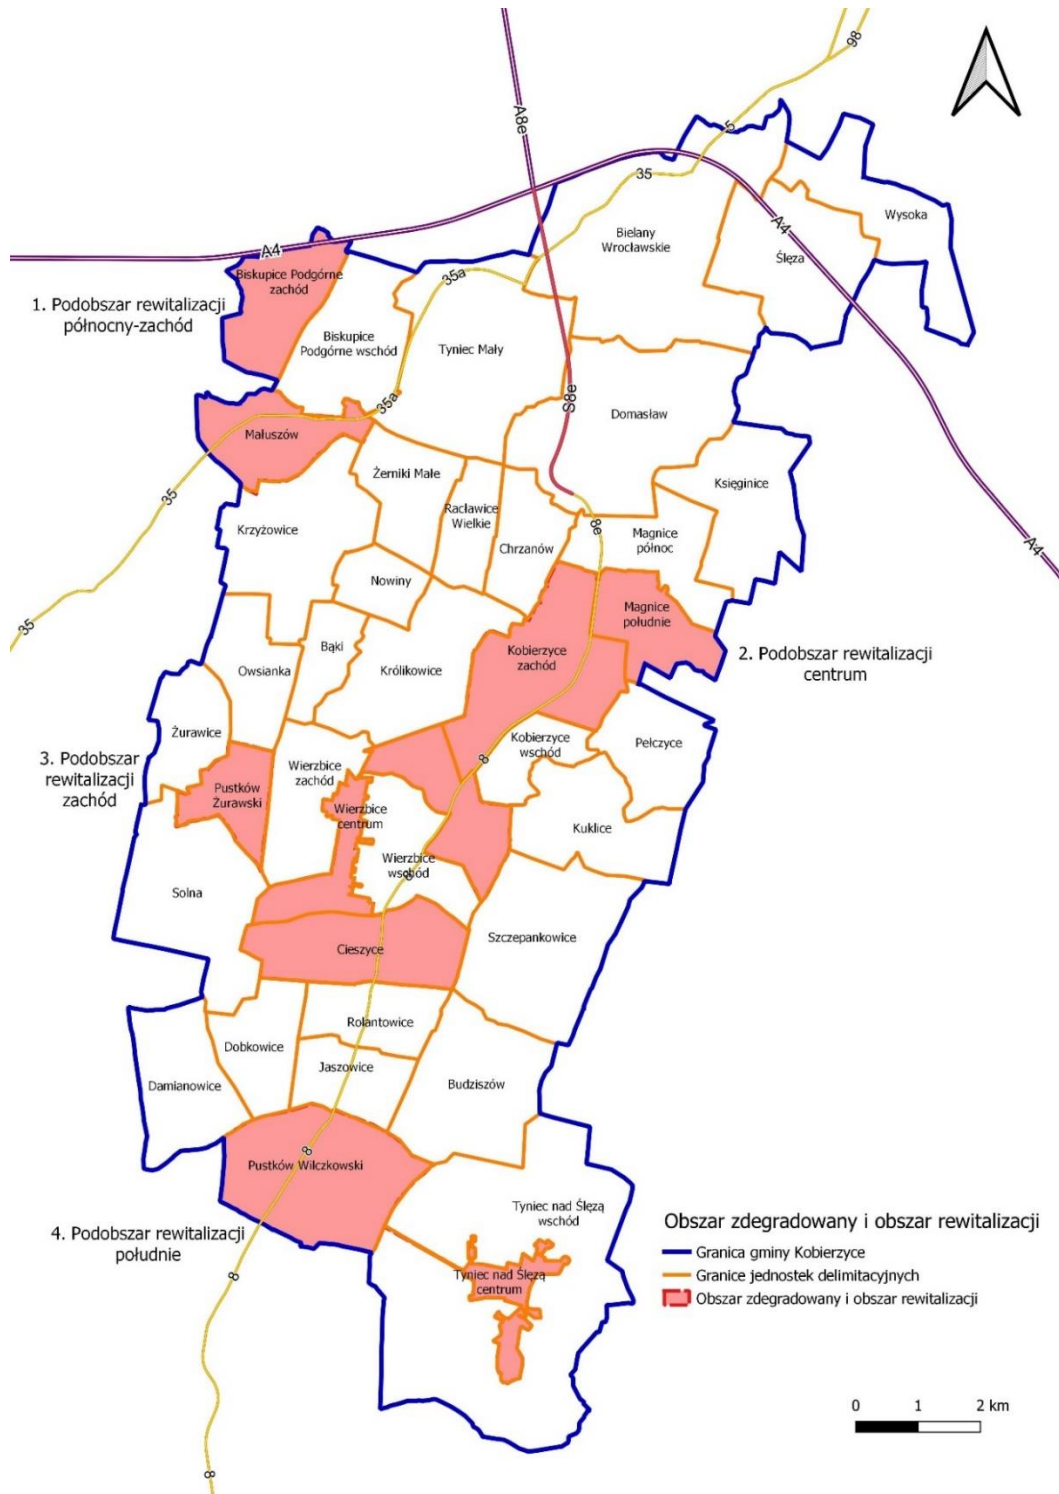 98
A8e
5
35
A4
Wysoka
Bielany
Wrocławskie
A4
Ślęza
A4
Biskupice Podgórne
zachód
35a
1. Podobszar rewitalizacji
północny-zachód
Biskupice
Podgórne wschód
Tyniec Mały
S8e
35a
Domasław
Małuszów
Żerniki Małe
Księginice
35
Racławice
Wielkie
Krzyżowice
8e
Magnice
północ
A4
Chrzanów
Nowiny
Magnice
południe
35
Bąki
Kobierzyce
zachód
2. Podobszar rewitalizacji
centrum
Owsianka
Królikowice
Żurawice
Kobierzyce
wschód
Pełczyce
3. Podobszar
rewitalizacji
zachód
Wierzbice
zachód
8
Pustków
Żurawski
Wierzbice
centrum
Kuklice
Wierzbice
wschód
8
Solna
Szczepankowice
Cieszyce
Rolantowice
Dobkowice
Jaszowice
Damianowice
Budziszów
8
Pustków Wilczkowski
Tyniec nad Ślęzą
wschód
4. Podobszar rewitalizacji
południe
Obszar zdegradowany i obszar rewitalizacji
Granica gminy Kobierzyce
Granice jednostek delimitacyjnych
Obszar zdegradowany i obszar rewitalizacji
Tyniec nad Ślęzą
centrum
8
0 1 2 km
8